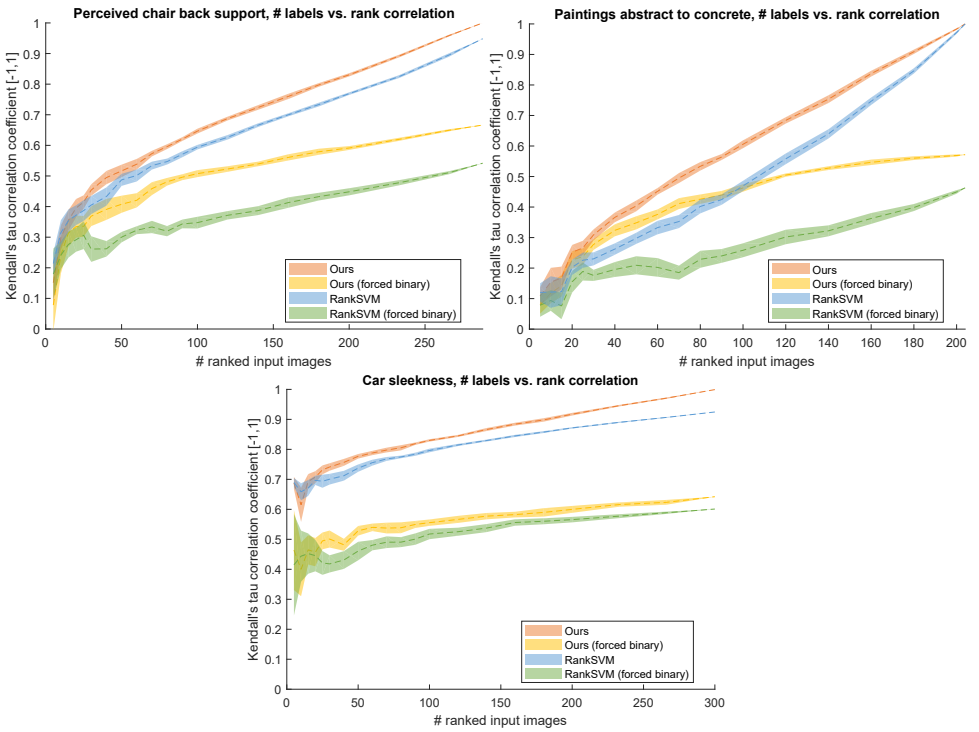 Perceived chair back support, # labels vs. rank correlation
Kendall's tau correlation coefficient [-1,1]
1
0.9
0.8
0.7
0.6
0.5
0.4
0.3
0.2
0.1
0
Ours
Ours (forced binary)
RankSVM
RankSVM (forced binary)
0 50 100 150 200 250
# ranked input images
Paintings abstract to concrete, # labels vs. rank correlation
Kendall's tau correlation coefficient [-1,1]
1
0.9
0.8
0.7
0.6
0.5
0.4
0.3
0.2
0.1
0
Ours
Ours (forced binary)
RankSVM
RankSVM (forced binary)
0 20 40 60 80 100 120 140 160 180 200
# ranked input images
Car sleekness, # labels vs. rank correlation
Kendall's tau correlation coefficient [-1,1]
1
0.9
0.8
0.7
0.6
0.5
0.4
0.3
0.2
0.1
0
Ours
Ours (forced binary)
RankSVM
RankSVM (forced binary)
0 50 100 150 200 250 300
# ranked input images